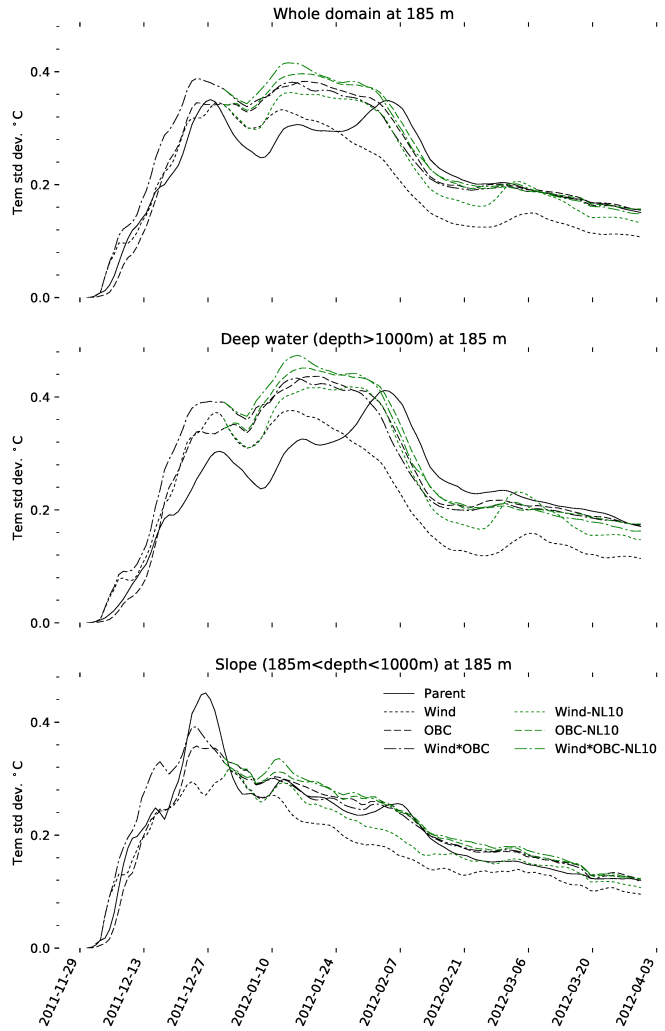 Whole domain at 185 m
Tem std dev. °C
0.4
0.2
0.0
Deep water (depth>1000m) at 185 m
Tem std dev. °C
0.4
0.2
0.0
Slope (185m<depth<1000m) at 185 m
Tem std dev. °C
0.4
0.2
0.0
Parent
Wind
OBC
Wind*OBC
Wind-NL10
OBC-NL10
Wind*OBC-NL10
2011-11-29
2011-12-13
2011-12-27
2012-01-10
2012-01-24
2012-02-07
2012-02-21
2012-03-06
2012-03-20
2012-04-03